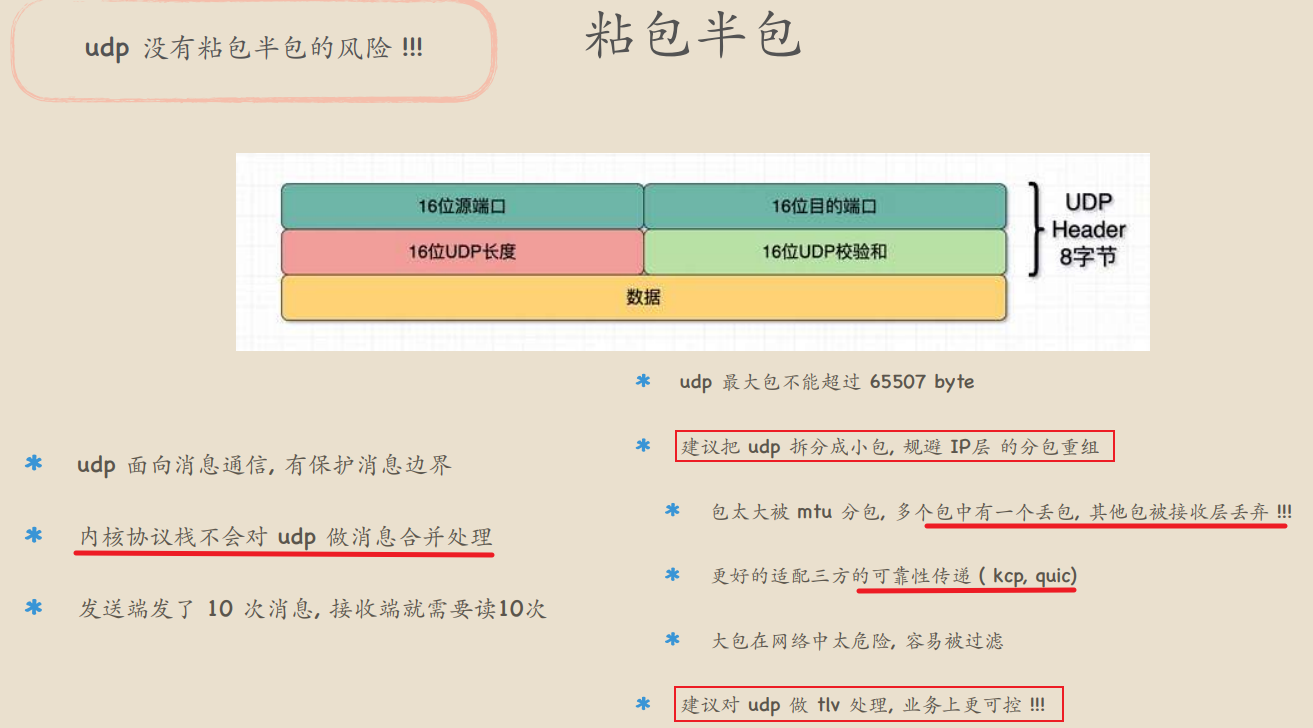 udp 没有粘包半包的风险 !!!
粘包半包
16位源端口
16位目的端口
16位UDP长度
16位UDP校验和
数据
UDP
Header
8字节
* udp 面向消息通信, 有保护消息边界
* 内核协议栈不会对 udp 做消息合并处理
* 发送端发了 10 次消息, 接收端就需要读10次
* udp 最大包不能超过 65507 byte
* 建议把 udp 拆分成小包, 规避 IP层 的分包重组
* 包太大被 mtu 分包, 多个包中有一个丢包, 其他包被接收层丢弃 !!!
* 更好的适配三方的可靠性传递 ( kcp, quic)
* 大包在网络中太危险, 容易被过滤
* 建议对 udp 做 tlv 处理, 业务上更可控 !!!